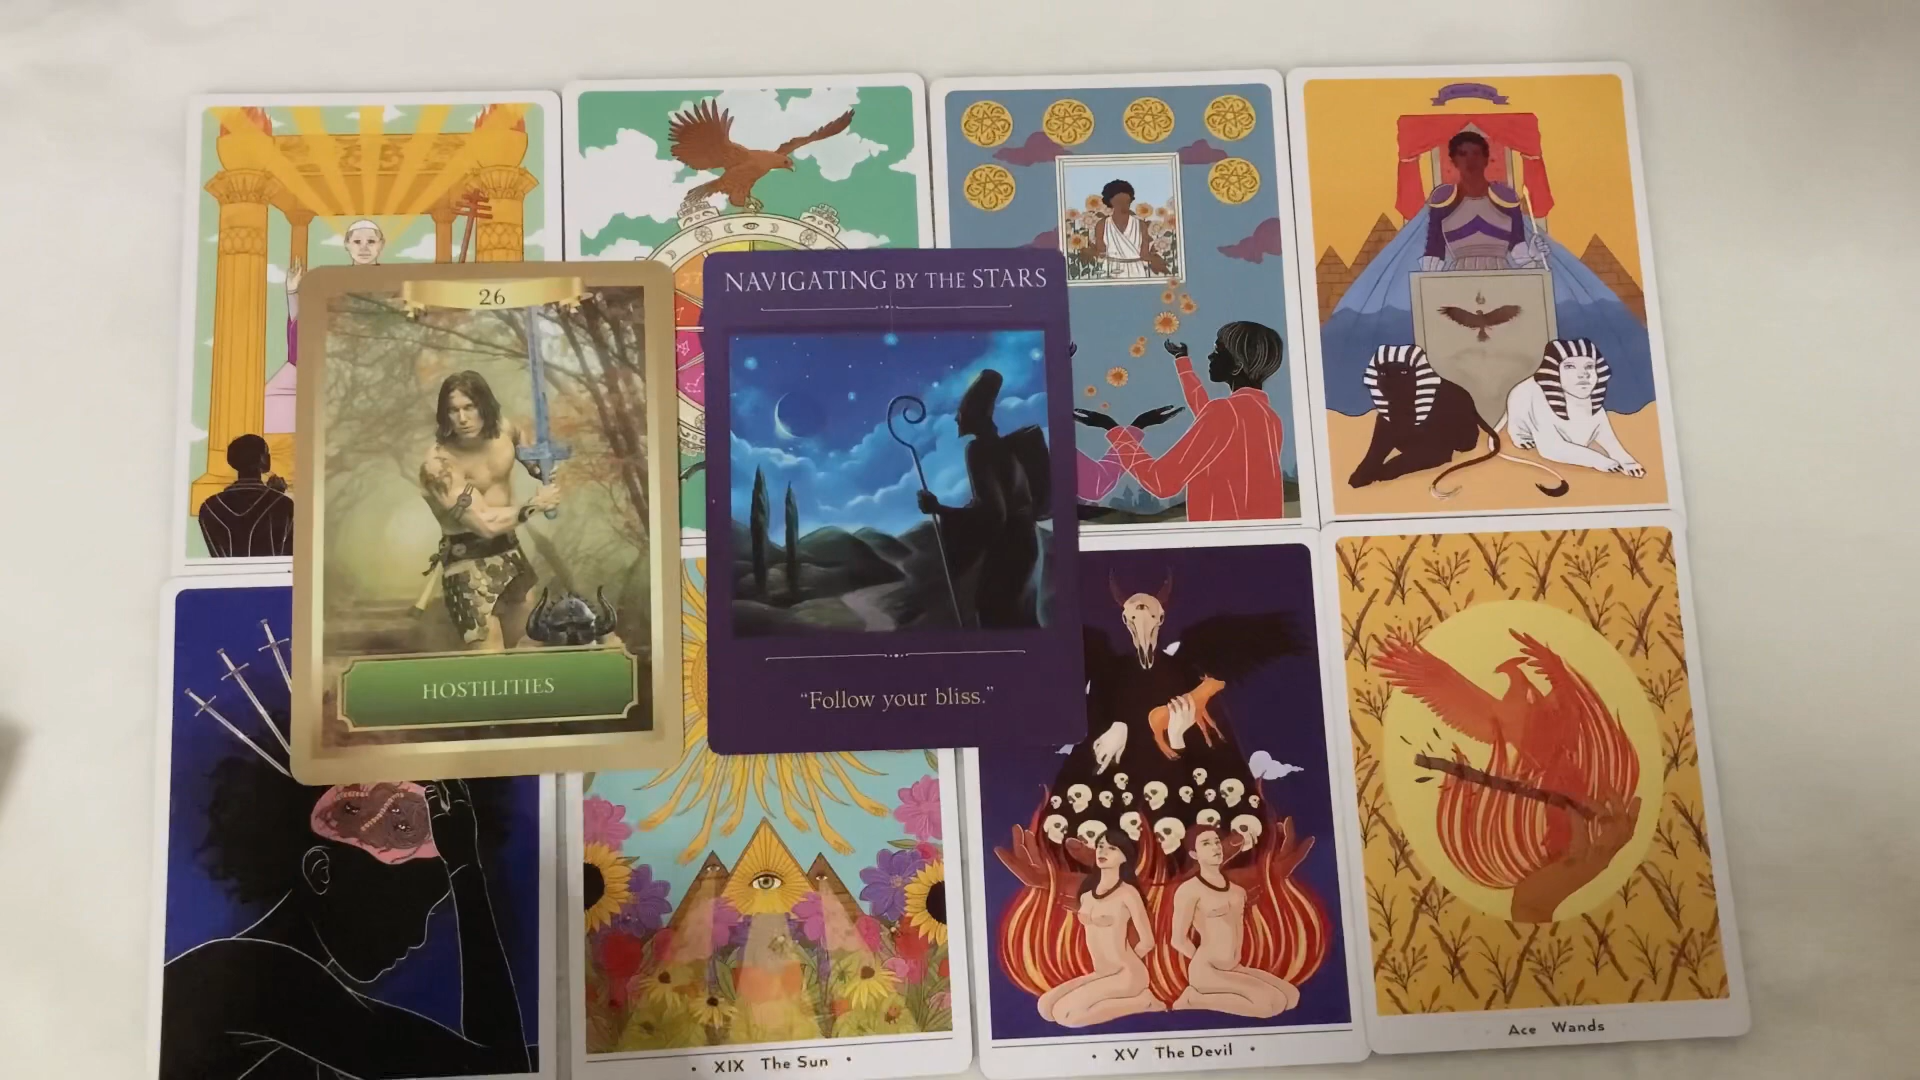 26
HOSTILITIES
NAVIGATING BY THE STARS
“Follow your bliss.”
• XIX The Sun •
• XV The Devil •
Ace Wands